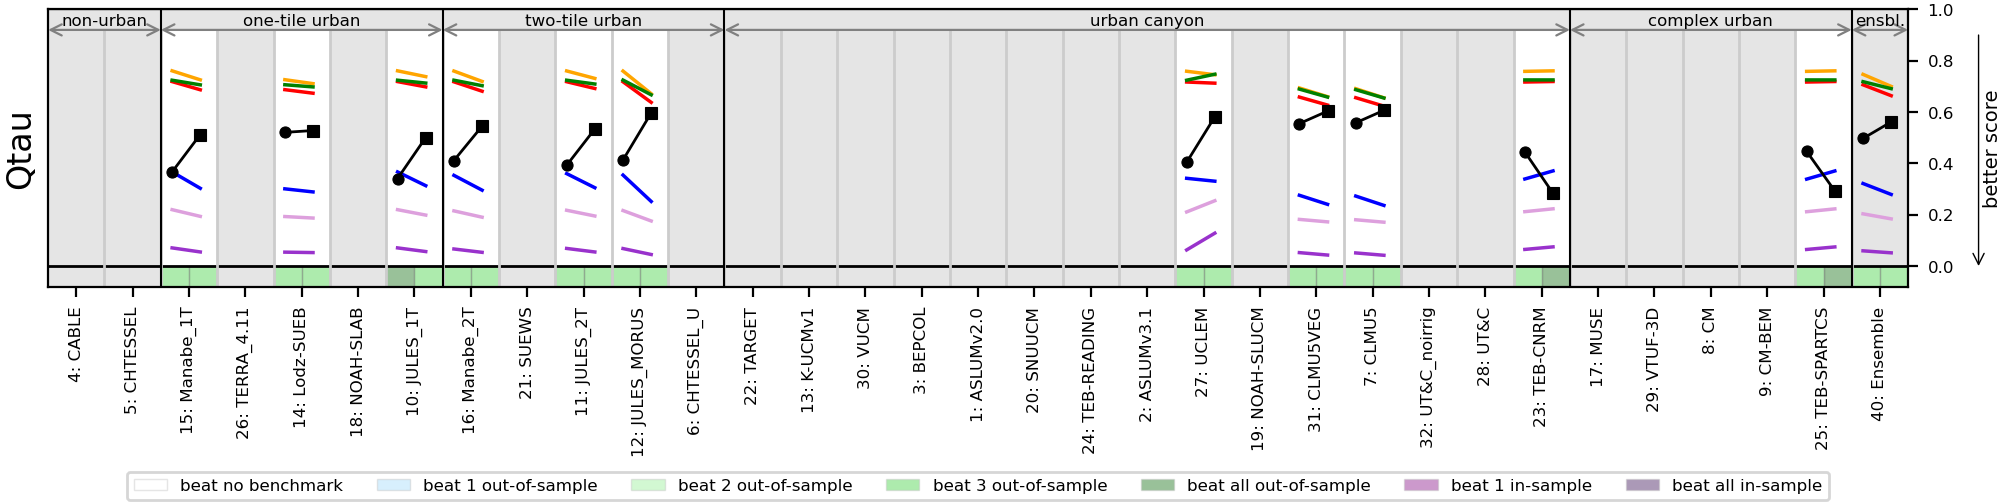 non-urban
one-tile urban
two-tile urban
urban canyon
complex urban
ensbl.
Qtau
1.0
0.8
0.6
0.4
0.2
0.0
better score
4: CABLE
5: CHTESSEL
15: Manabe_1T
26: TERRA_4.11
14: Lodz-SUEB
18: NOAH-SLAB
10: JULES_1T
16: Manabe_2T
21: SUEWS
11: JULES_2T
12: JULES_MORUS
6: CHTESSEL_U
22: TARGET
13: K-UCMv1
30: VUCM
3: BEPCOL
1: ASLUMv2.0
20: SNUUCM
24: TEB-READING
2: ASLUMv3.1
27: UCLEM
19: NOAH-SLUCM
31: CLMU5VEG
7: CLMU5
32: UT&C_noirrig
28: UT&C
23: TEB-CNRM
17: MUSE
29: VTUF-3D
8: CM
9: CM-BEM
25: TEB-SPARTCS
40: Ensemble
beat no benchmark
beat 1 out-of-sample
beat 2 out-of-sample
beat 3 out-of-sample
beat all out-of-sample
beat 1 in-sample
beat all in-sample